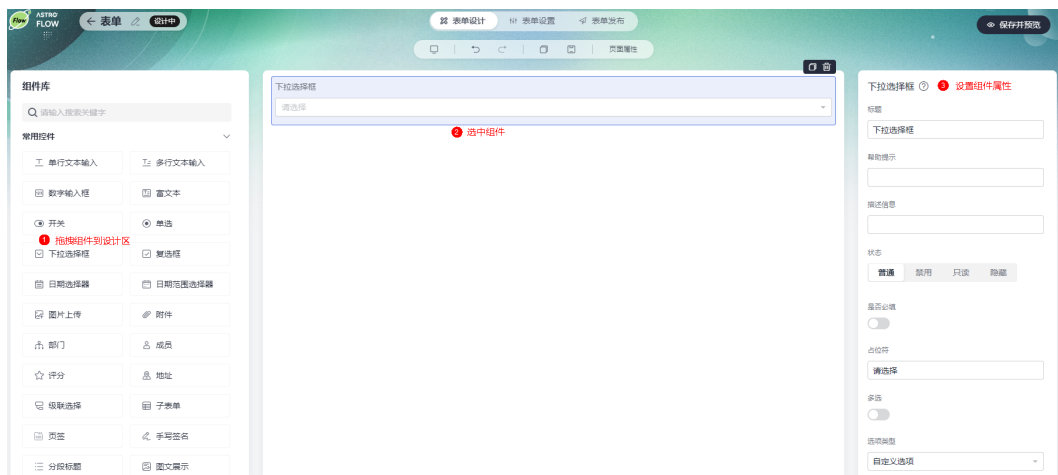 Flow
ASTRO
FLOW
表单
设计中
表单设计
表单设置
表单发布
保存并预览
页面属性
组件库
请输入搜索关键字
常用控件
单行文本输入
多行文本输入
数字输入框
富文本
开关
单选
1 拖拽组件到设计区
下拉选择框
复选框
日期选择器
日期范围选择器
图片上传
附件
部门
成员
评分
地址
级联选择
子表单
页签
手写签名
分段标题
图文展示
下拉选择框
请选择
2 选中组件
下拉选择框
3 设置组件属性
标题
下拉选择框
帮助提示
描述信息
状态
普通 禁用 只读 隐藏
是否必填
占位符
请选择
多选
选项类型
自定义选项